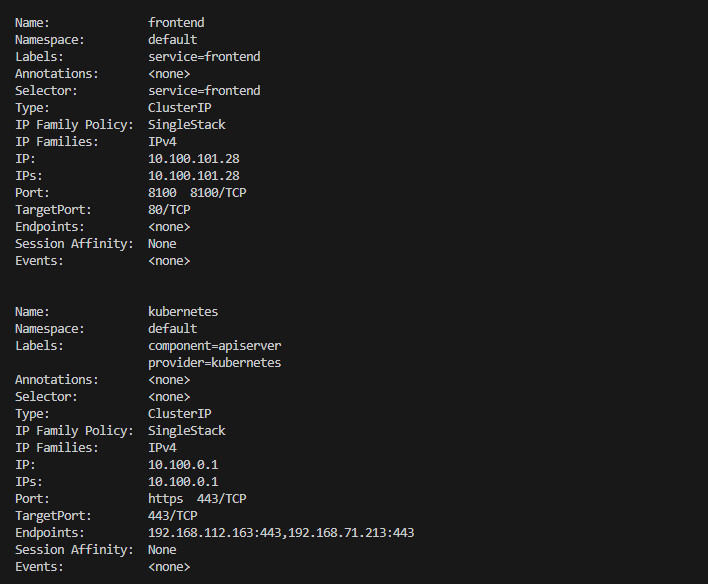 Name:              frontend
Namespace:         default
Labels:            service=frontend
Annotations:       <none>
Selector:          service=frontend
Type:              ClusterIP
IP Family Policy:  SingleStack
IP Families:       IPv4
IP:                10.100.101.28
IPs:               10.100.101.28
Port:              8100  8100/TCP
TargetPort:        80/TCP
Endpoints:         <none>
Session Affinity:  None
Events:            <none>

Name:              kubernetes
Namespace:         default
Labels:            component=apiserver
                   provider=kubernetes
Annotations:       <none>
Selector:          <none>
Type:              ClusterIP
IP Family Policy:  SingleStack
IP Families:       IPv4
IP:                10.100.0.1
IPs:               10.100.0.1
Port:              https  443/TCP
TargetPort:        443/TCP
Endpoints:         192.168.112.163:443,192.168.71.213:443
Session Affinity:  None
Events:            <none>